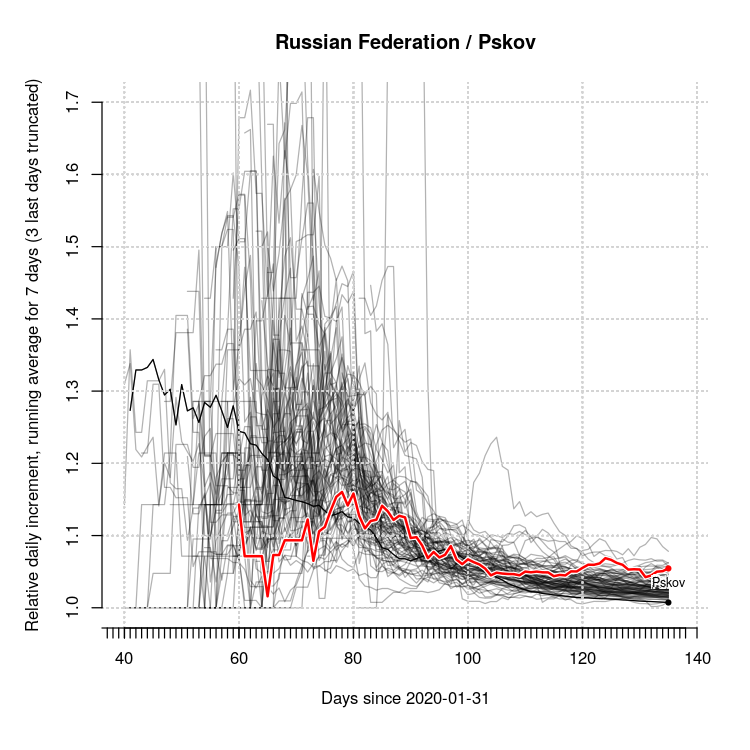 Russian Federation / Pskov
Relative daily increment, running average for 7 days (3 last days truncated)
1.7
1.6
1.5
1.4
1.3
1.2
1.1
1.0
Pskov
40 60 80 100 120 140
Days since 2020-01-31